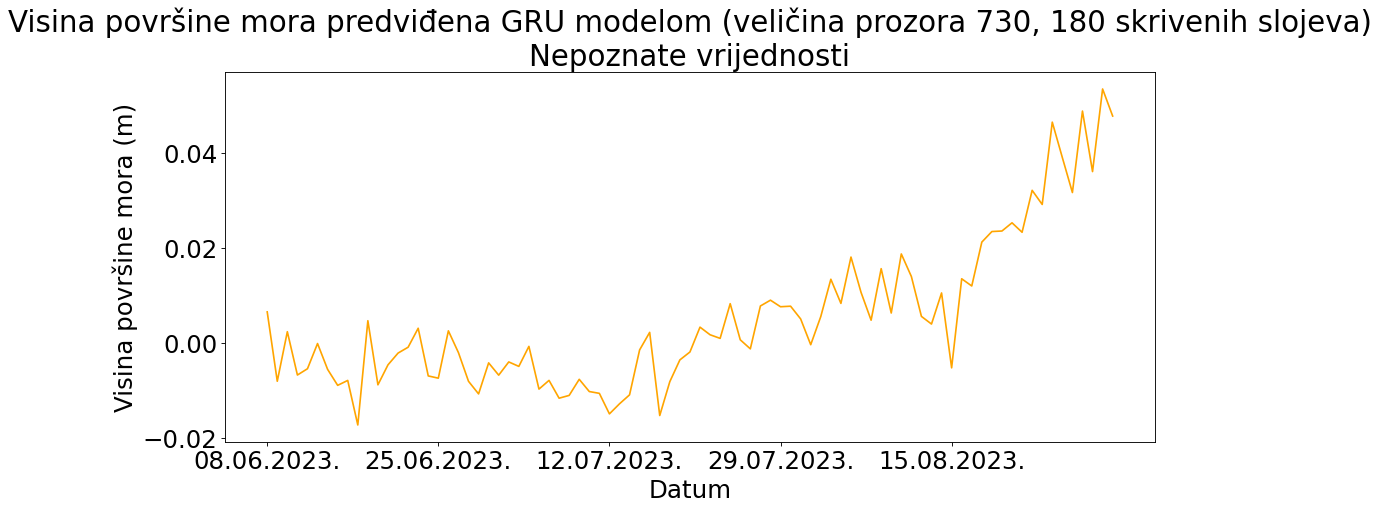 Visina površine mora predviđena GRU modelom (veličina prozora 730, 180 skrivenih slojeva)
Nepoznate vrijednosti
Visina površine mora (m)
0.04
0.02
0.00
−0.02
08.06.2023. 25.06.2023. 12.07.2023. 29.07.2023. 15.08.2023.
Datum